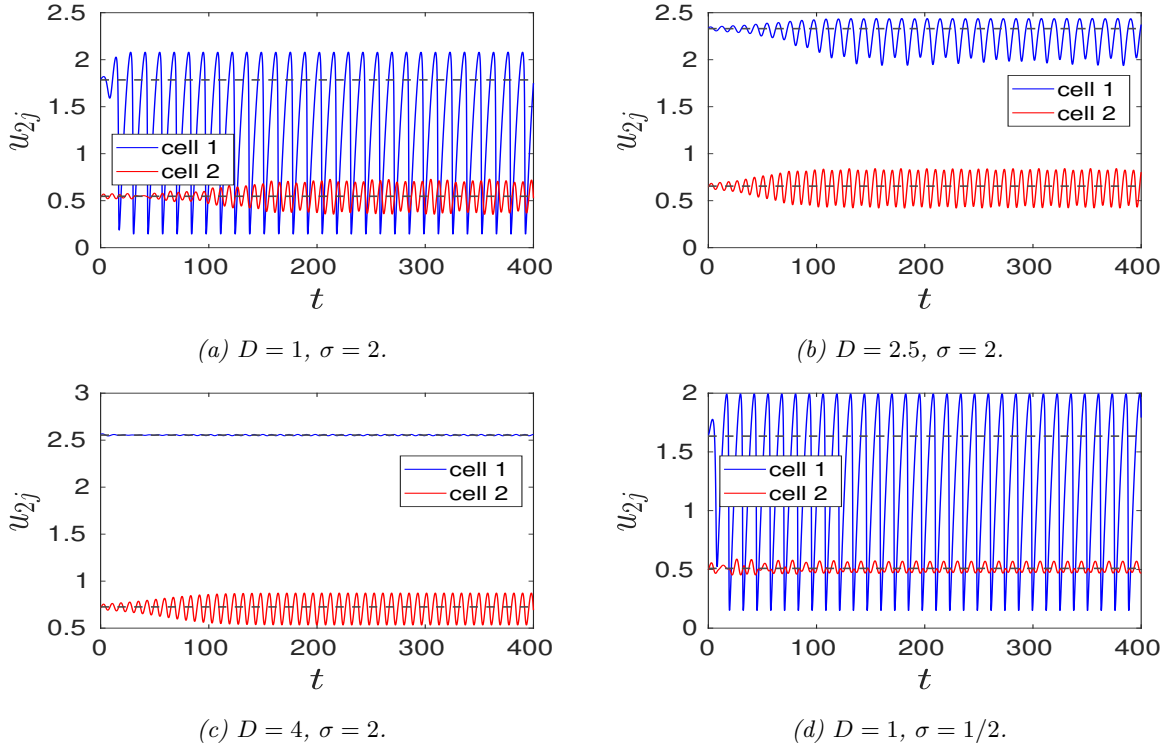 2.5
2
1.5
1
0.5
0
u2j
cell 1
cell 2
0 100 200 300 400
t
(a) D = 1, σ = 2.
2.5
2
1.5
1
0.5
0
u2j
cell 1
cell 2
0 100 200 300 400
t
(b) D = 2.5, σ = 2.
3
2.5
2
1.5
1
0.5
u2j
cell 1
cell 2
0 100 200 300 400
t
(c) D = 4, σ = 2.
2
1.5
1
0.5
0
u2j
cell 1
cell 2
0 100 200 300 400
t
(d) D = 1, σ = 1/2.